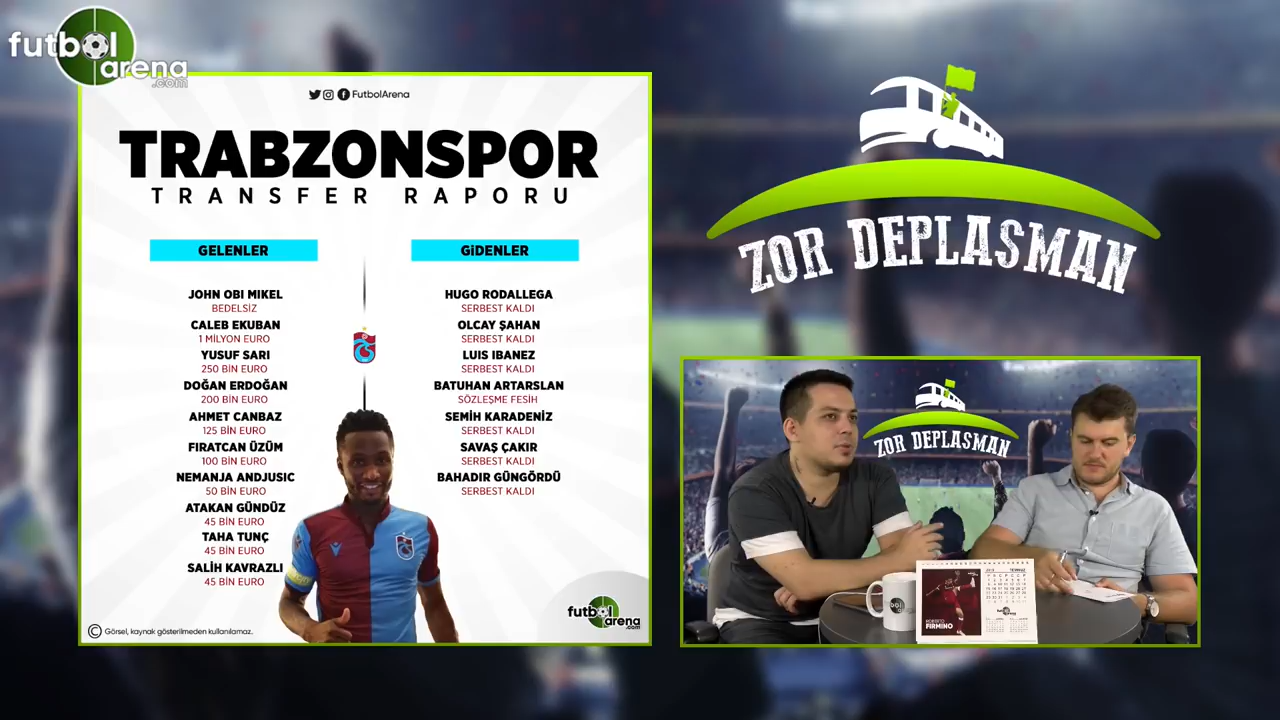 futbol
arena
.com
FutbolArena
TRABZONSPOR
TRANSFER RAPORU
GELENLER
JOHN OBI MIKEL
BEDELSİZ
CALEB EKUBAN
1 MİLYON EURO
YUSUF SARI
250 BİN EURO
DOĞAN ERDOĞAN
200 BİN EURO
AHMET CANBAZ
125 BİN EURO
FIRATCAN ÜZÜM
100 BİN EURO
NEMANJA ANDJUSIC
50 BİN EURO
ATAKAN GÜNDÜZ
45 BİN EURO
TAHA TUNÇ
45 BİN EURO
SALİH KAVRAZLI
45 BİN EURO
GİDENLER
HUGO RODALLEGA
SERBEST KALDI
OLCAY ŞAHAN
SERBEST KALDI
LUIS IBANEZ
SERBEST KALDI
BATUHAN ARTARSLAN
SÖZLEŞME FESİH
SEMİH KARADENİZ
SERBEST KALDI
SAVAŞ ÇAKIR
SERBEST KALDI
BAHADIR GÜNGÖRDÜ
SERBEST KALDI
© Görsel, kaynak gösterilmeden kullanılamaz.
futbol
arena
.com
ZOR DEPLASMAN
ZOR DEPLASMAN
TEMMUZ
ROBERTO
FIRMINO